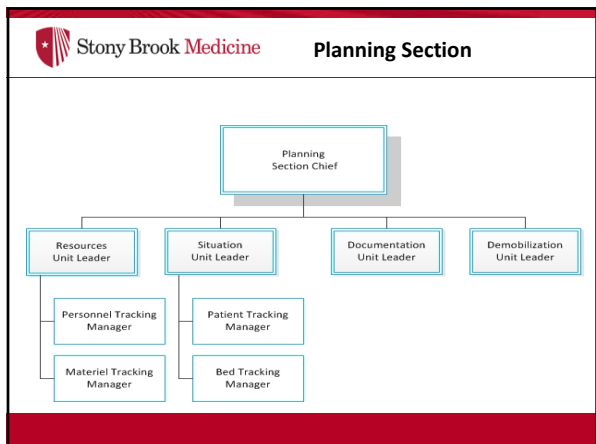 Stony Brook Medicine
Planning Section
Planning
Section Chief
Resources
Unit Leader
Situation
Unit Leader
Documentation
Unit Leader
Demobilization
Unit Leader
Personnel Tracking
Manager
Patient Tracking
Manager
Materiel Tracking
Manager
Bed Tracking
Manager